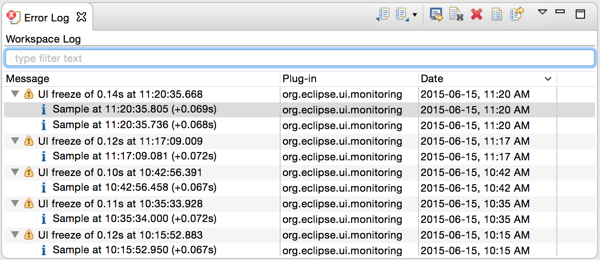 Error Log
Workspace Log
type filter text
Message Plug-in Date
UI freeze of 0.14s at 11:20:35.668 org.eclipse.ui.monitoring 2015-06-15, 11:20 AM
Sample at 11:20:35.805 (+0.069s) org.eclipse.ui.monitoring 2015-06-15, 11:20 AM
Sample at 11:20:35.736 (+0.068s) org.eclipse.ui.monitoring 2015-06-15, 11:20 AM
UI freeze of 0.12s at 11:17:09.009 org.eclipse.ui.monitoring 2015-06-15, 11:17 AM
Sample at 11:17:09.081 (+0.072s) org.eclipse.ui.monitoring 2015-06-15, 11:17 AM
UI freeze of 0.10s at 10:42:56.391 org.eclipse.ui.monitoring 2015-06-15, 10:42 AM
Sample at 10:42:56.458 (+0.067s) org.eclipse.ui.monitoring 2015-06-15, 10:42 AM
UI freeze of 0.11s at 10:35:33.928 org.eclipse.ui.monitoring 2015-06-15, 10:35 AM
Sample at 10:35:34.000 (+0.072s) org.eclipse.ui.monitoring 2015-06-15, 10:35 AM
UI freeze of 0.12s at 10:15:52.883 org.eclipse.ui.monitoring 2015-06-15, 10:15 AM
Sample at 10:15:52.950 (+0.067s) org.eclipse.ui.monitoring 2015-06-15, 10:15 AM